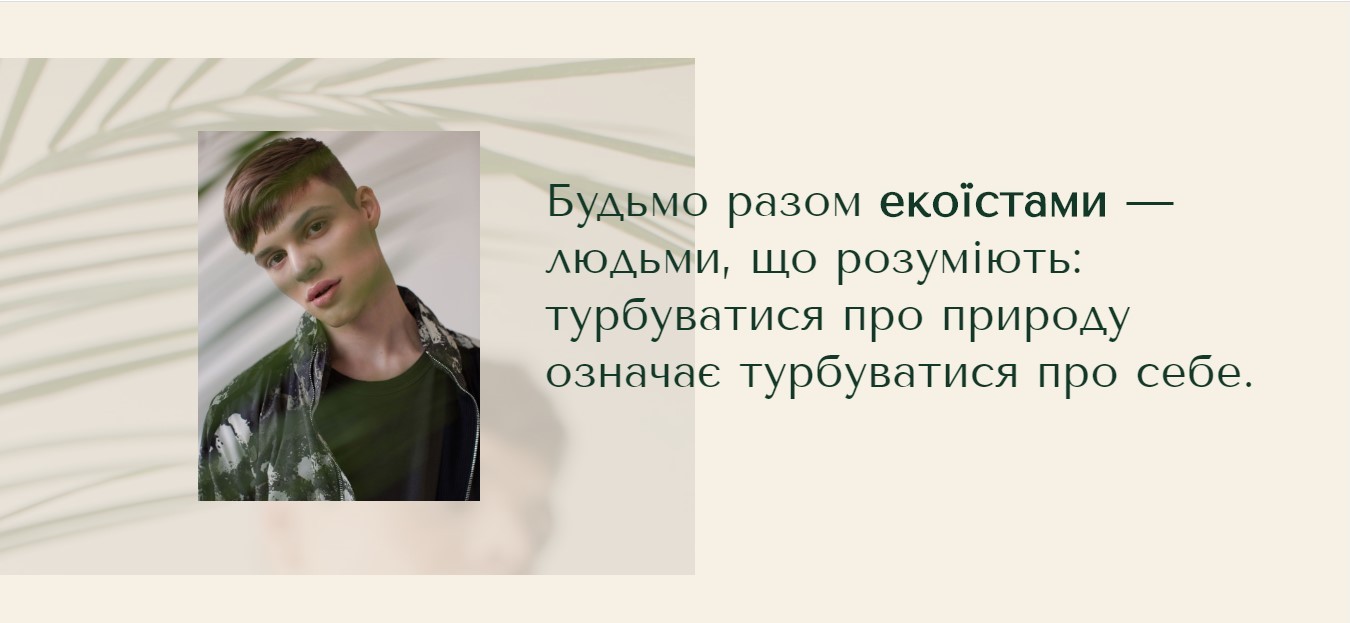 Будьмо разом екоїстами —
людьми, що розуміють:
турбуватися про природу
означає турбуватися про себе.